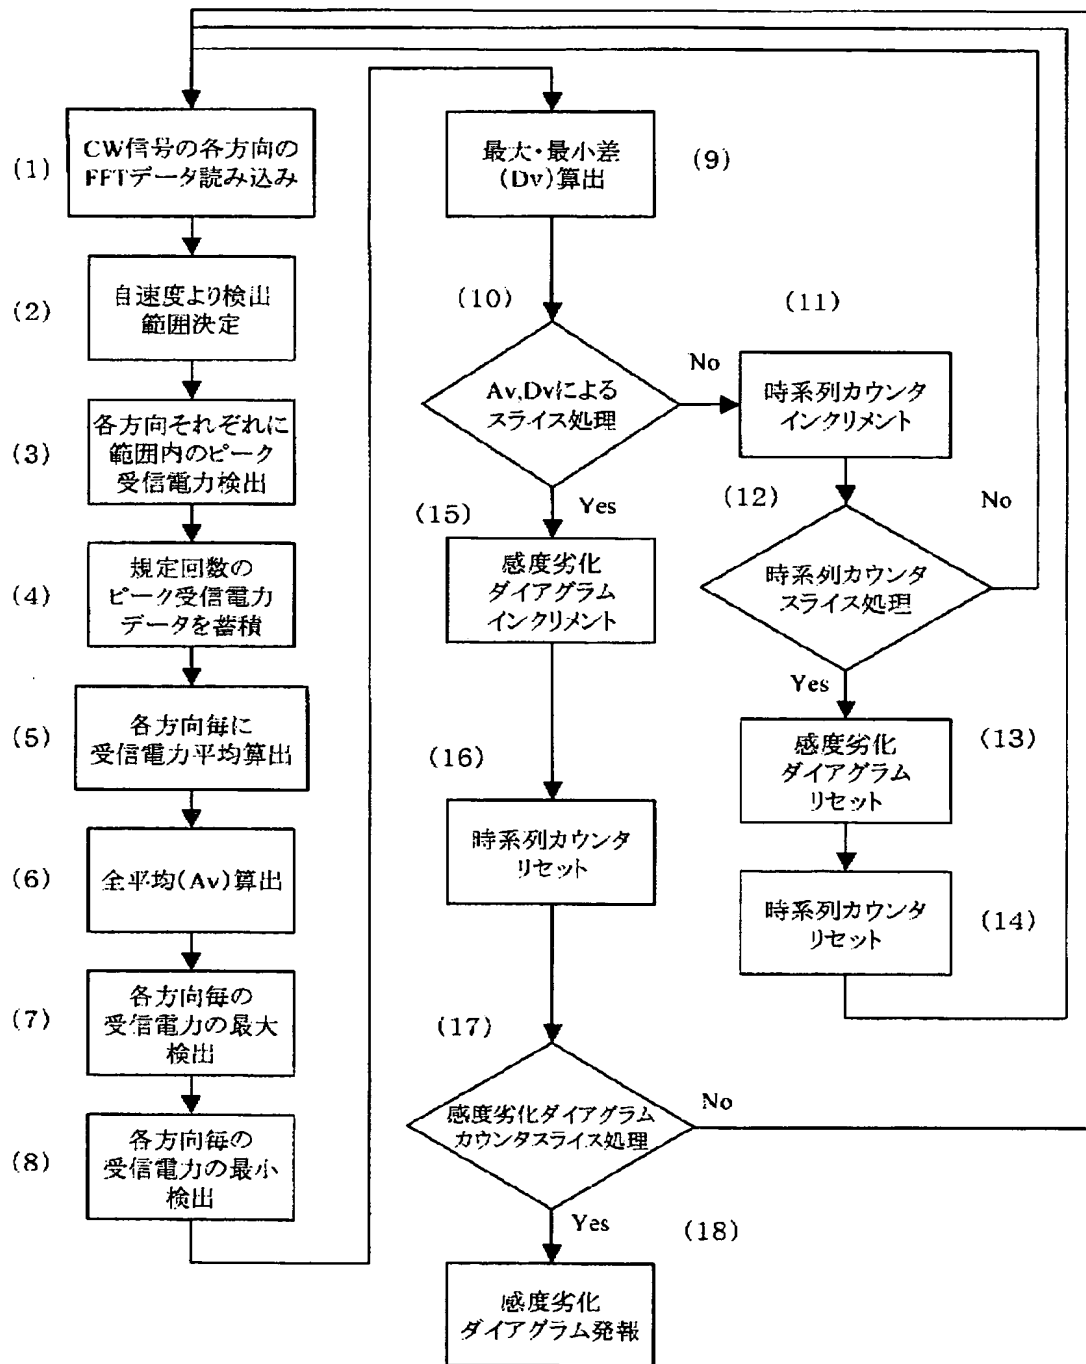 (1)
CW信号の各方向の
FFTデータ読み込み
(2)
自速度より検出
範囲決定
(3)
各方向それぞれに
範囲内のピーク
受信電力検出
(4)
規定回数の
ピーク受信電力
データを蓄積
(5)
各方向毎に
受信電力平均算出
(6)
全平均(Av)算出
(7)
各方向毎の
受信電力の最大
検出
(8)
各方向毎の
受信電力の最小
検出
(9)
最大・最小差
(Dv)算出
(10)
Av,Dvによる
スライス処理
No
Yes
(11)
時系列カウンタ
インクリメント
(12)
時系列カウンタ
スライス処理
No
Yes
(13)
感度劣化
ダイアグラム
リセット
(14)
時系列カウンタ
リセット
(15)
感度劣化
ダイアグラム
インクリメント
(16)
時系列カウンタ
リセット
(17)
感度劣化ダイアグラム
カウンタスライス処理
No
Yes
(18)
感度劣化
ダイアグラム発報